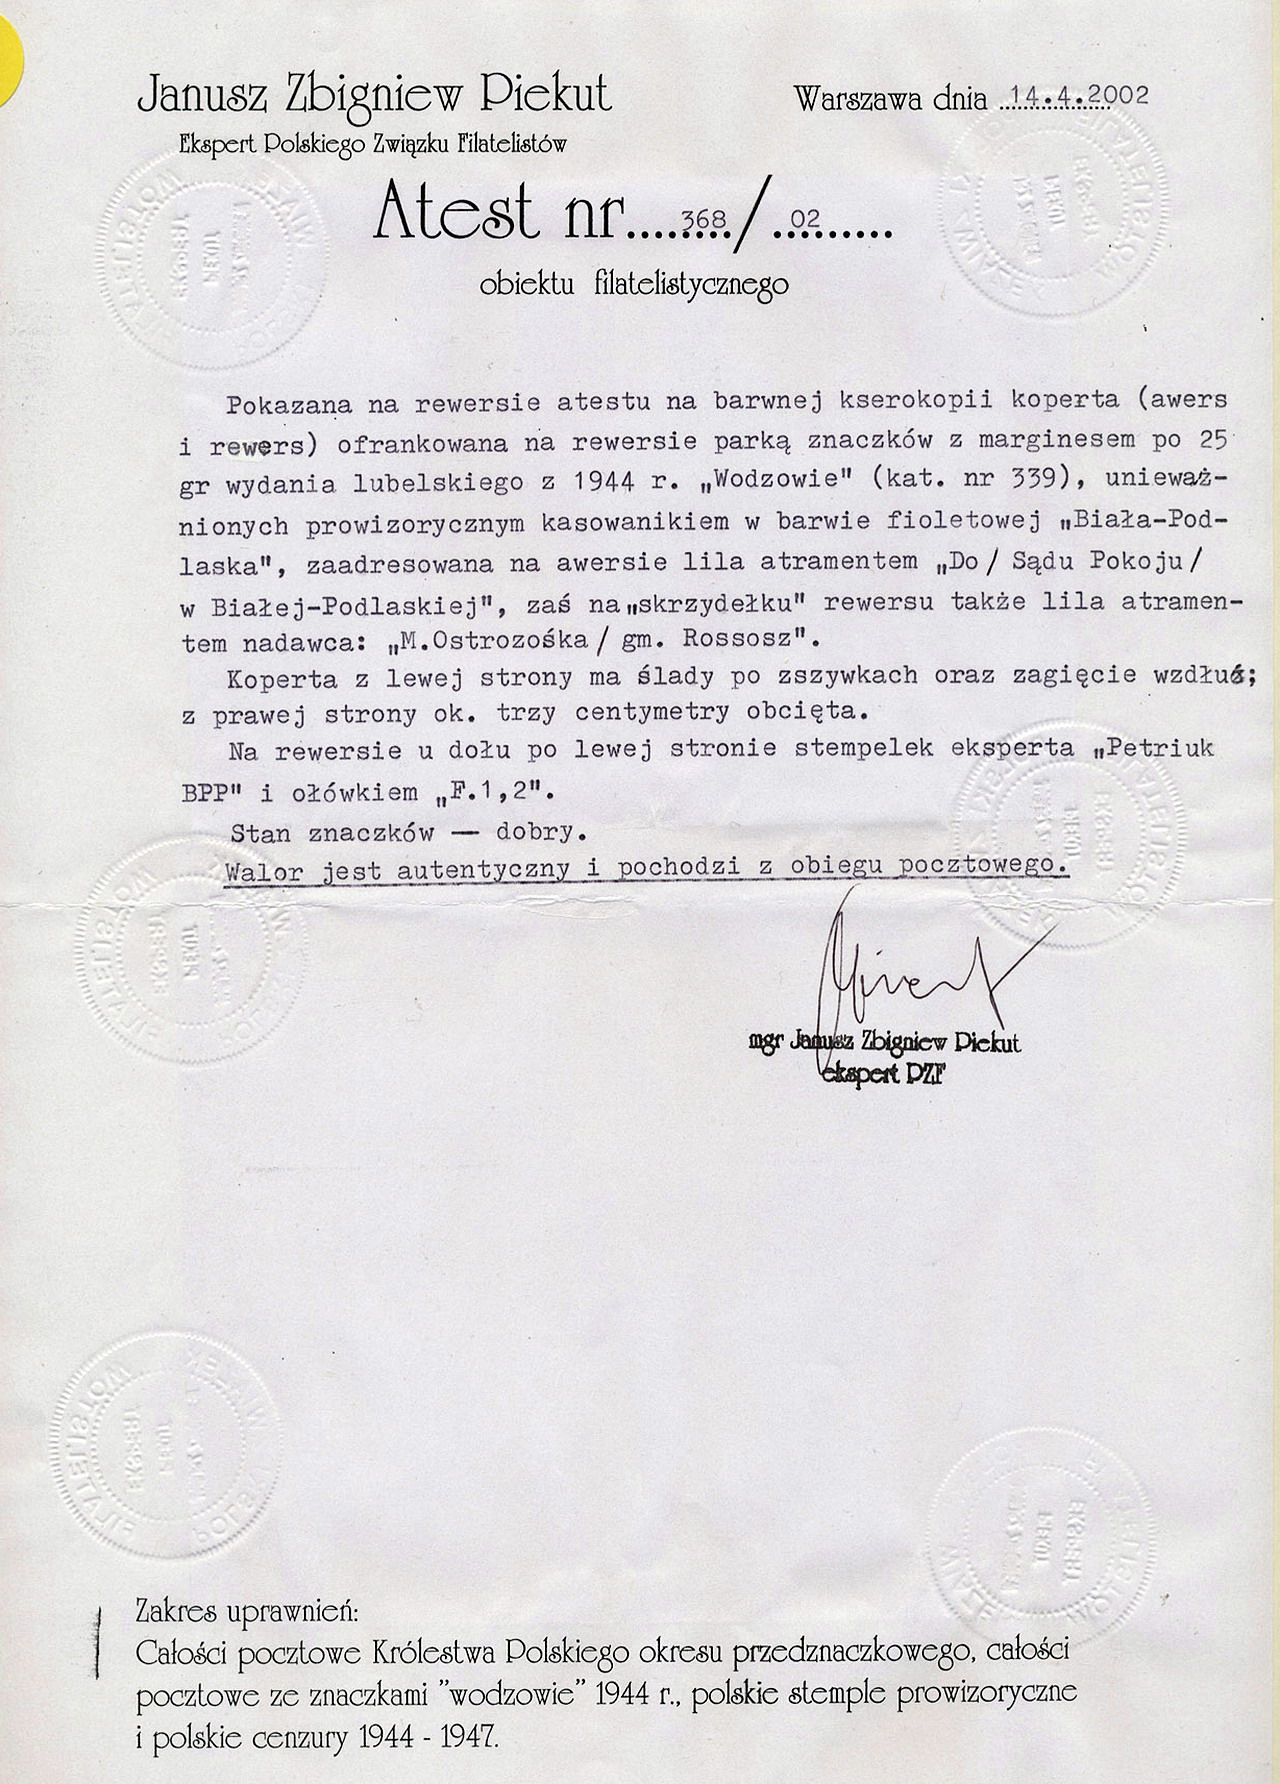 Janusz Zbigniew Piekut
Warszawa dnia 14.4.2002
Ekspert Polskiego Związku Filatelistów
Atest nr....368/.02.........
obiektu filatelistycznego
Pokazana na rewersie atestu na barwnej kserokopii koperta (awers
i rewers) ofrankowana na rewersie parką znaczków z marginesem po 25
gr wydania lubelskiego z 1944 r. „Wodzowie" (kat. nr 339), unieważ-
nionych prowizorycznym kasowanikiem w barwie fioletowej „Biała-Pod-
laska", zaadresowana na awersie lila atramentem „Do / Sądu Pokoju /
w Białej-Podlaskiej", zaś na „skrzydełku" rewersu także lila atramen-
tem nadawca: „M.Ostrozośka / gm. Rossosz".
Koperta z lewej strony ma ślady po zszywkach oraz zagięcie wzdłuż;
z prawej strony ok. trzy centymetry obcięta.
Na rewersie u dołu po lewej stronie stempelek eksperta „Petriuk
BPP" i ołówkiem „F.1,2".
Stan znaczków — dobry.
Walor jest autentyczny i pochodzi z obiegu pocztowego.
mgr Janusz Zbigniew Piekut
ekspert PZF
Zakres uprawnień:
Całości pocztowe Królestwa Polskiego okresu przedznaczkowego, całości
pocztowe ze znaczkami "wodzowie" 1944 r., polskie stemple prowizoryczne
i polskie cenzury 1944 - 1947.